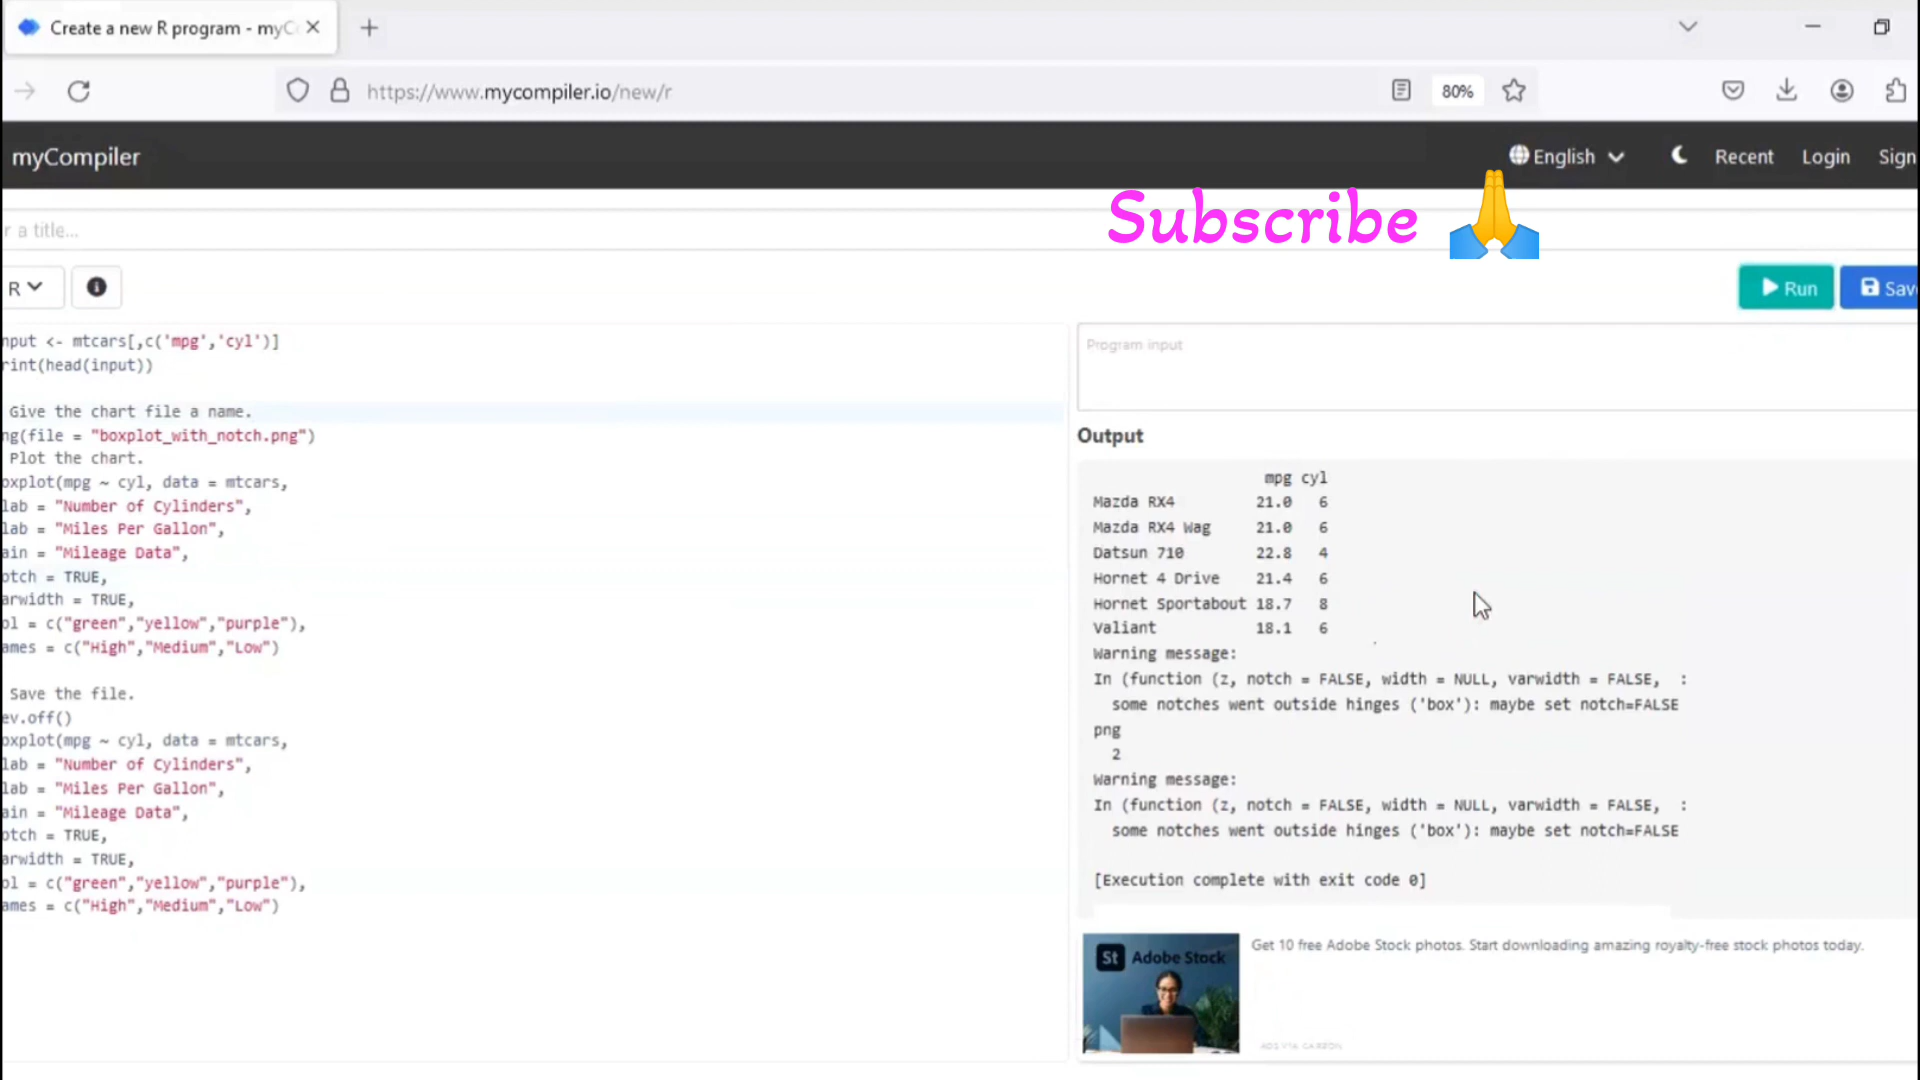 Create a new R program - myC
https://www.mycompiler.io/new/r
80%
myCompiler
English
Recent
Login
Sign
Subscribe
r a title...
R
Run
Save
nput <- mtcars[,c('mpg','cyl')]
rint(head(input))
Give the chart file a name.
ng(file = "boxplot_with_notch.png")
Plot the chart.
oxplot(mpg ~ cyl, data = mtcars,
lab = "Number of Cylinders",
lab = "Miles Per Gallon",
ain = "Mileage Data",
otch = TRUE,
arwidth = TRUE,
ol = c("green","yellow","purple"),
ames = c("High","Medium","Low")
Save the file.
ev.off()
oxplot(mpg ~ cyl, data = mtcars,
lab = "Number of Cylinders",
lab = "Miles Per Gallon",
ain = "Mileage Data",
otch = TRUE,
arwidth = TRUE,
ol = c("green","yellow","purple"),
ames = c("High","Medium","Low")
Program input
Output
mpg cyl
Mazda RX4 21.0 6
Mazda RX4 Wag 21.0 6
Datsun 710 22.8 4
Hornet 4 Drive 21.4 6
Hornet Sportabout 18.7 8
Valiant 18.1 6
Warning message:
In (function (z, notch = FALSE, width = NULL, varwidth = FALSE, :
some notches went outside hinges ('box'): maybe set notch=FALSE
png
2
Warning message:
In (function (z, notch = FALSE, width = NULL, varwidth = FALSE, :
some notches went outside hinges ('box'): maybe set notch=FALSE
[Execution complete with exit code 0]
St Adobe Stock
Get 10 free Adobe Stock photos. Start downloading amazing royalty-free stock photos today.
ADS VIA CARBON